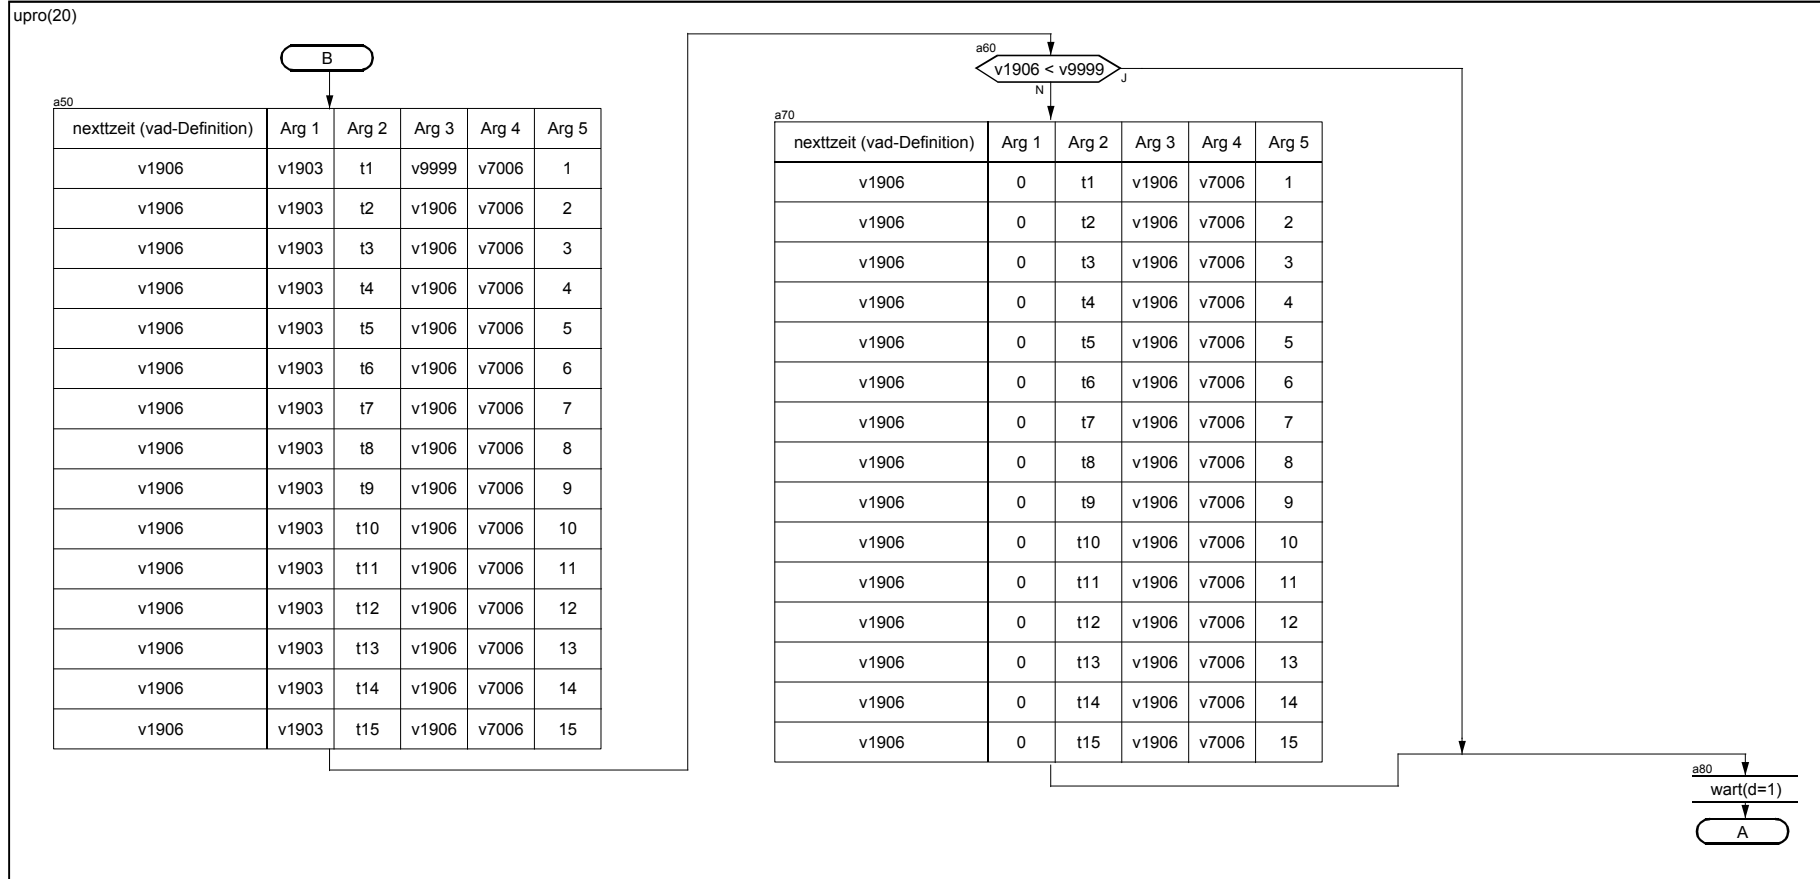 upro(20)
B
a50
nexttzeit (vad-Definition) Arg 1 Arg 2 Arg 3 Arg 4 Arg 5
v1906 v1903 t1 v9999 v7006 1
v1906 v1903 t2 v1906 v7006 2
v1906 v1903 t3 v1906 v7006 3
v1906 v1903 t4 v1906 v7006 4
v1906 v1903 t5 v1906 v7006 5
v1906 v1903 t6 v1906 v7006 6
v1906 v1903 t7 v1906 v7006 7
v1906 v1903 t8 v1906 v7006 8
v1906 v1903 t9 v1906 v7006 9
v1906 v1903 t10 v1906 v7006 10
v1906 v1903 t11 v1906 v7006 11
v1906 v1903 t12 v1906 v7006 12
v1906 v1903 t13 v1906 v7006 13
v1906 v1903 t14 v1906 v7006 14
v1906 v1903 t15 v1906 v7006 15
a60
v1906 < v9999
J
N
a70
nexttzeit (vad-Definition) Arg 1 Arg 2 Arg 3 Arg 4 Arg 5
v1906 0 t1 v1906 v7006 1
v1906 0 t2 v1906 v7006 2
v1906 0 t3 v1906 v7006 3
v1906 0 t4 v1906 v7006 4
v1906 0 t5 v1906 v7006 5
v1906 0 t6 v1906 v7006 6
v1906 0 t7 v1906 v7006 7
v1906 0 t8 v1906 v7006 8
v1906 0 t9 v1906 v7006 9
v1906 0 t10 v1906 v7006 10
v1906 0 t11 v1906 v7006 11
v1906 0 t12 v1906 v7006 12
v1906 0 t13 v1906 v7006 13
v1906 0 t14 v1906 v7006 14
v1906 0 t15 v1906 v7006 15
a80
wart(d=1)
A